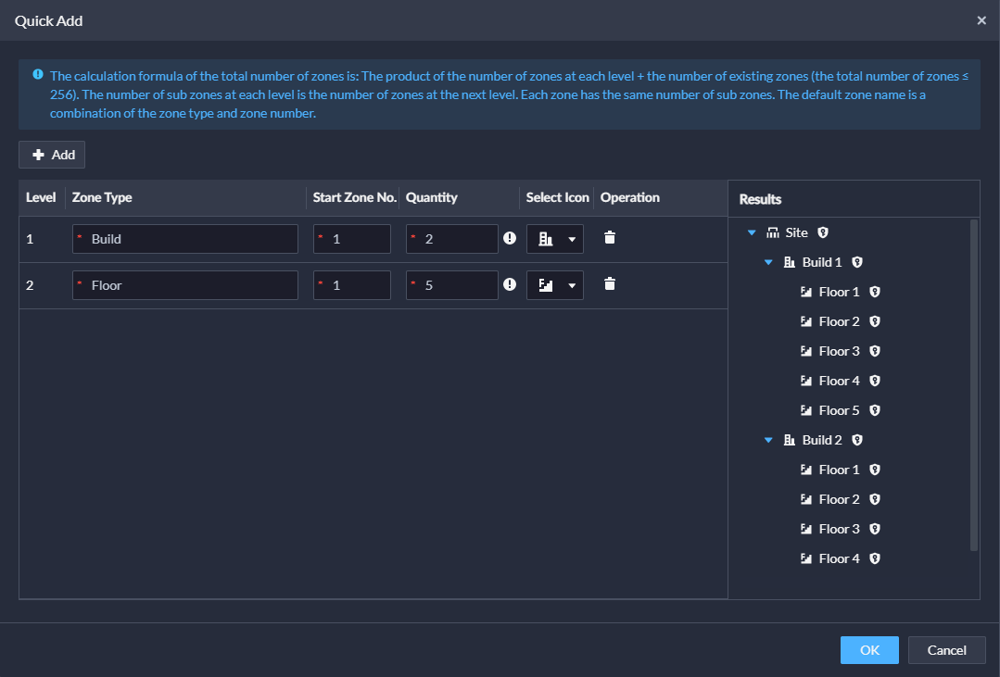 Quick Add
The calculation formula of the total number of zones is: The product of the number of zones at each level + the number of existing zones (the total number of zones ≤
256). The number of sub zones at each level is the number of zones at the next level. Each zone has the same number of sub zones. The default zone name is a
combination of the zone type and zone number.
Add
Level Zone Type Start Zone No. Quantity Select Icon Operation
1 * Build * 1 * 2
2 * Floor * 1 * 5
Results
Site
Build 1
Floor 1
Floor 2
Floor 3
Floor 4
Floor 5
Build 2
Floor 1
Floor 2
Floor 3
Floor 4
OK Cancel